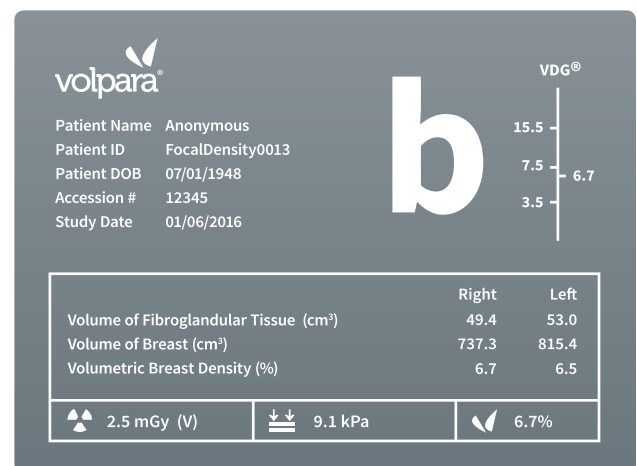 volpara®
VDG®
b
15.5
7.5
6.7
3.5
Patient Name Anonymous
Patient ID FocalDensity0013
Patient DOB 07/01/1948
Accession # 12345
Study Date 01/06/2016
Right Left
Volume of Fibroglandular Tissue (cm³) 49.4 53.0
Volume of Breast (cm³) 737.3 815.4
Volumetric Breast Density (%) 6.7 6.5
2.5 mGy (V) 9.1 kPa 6.7%